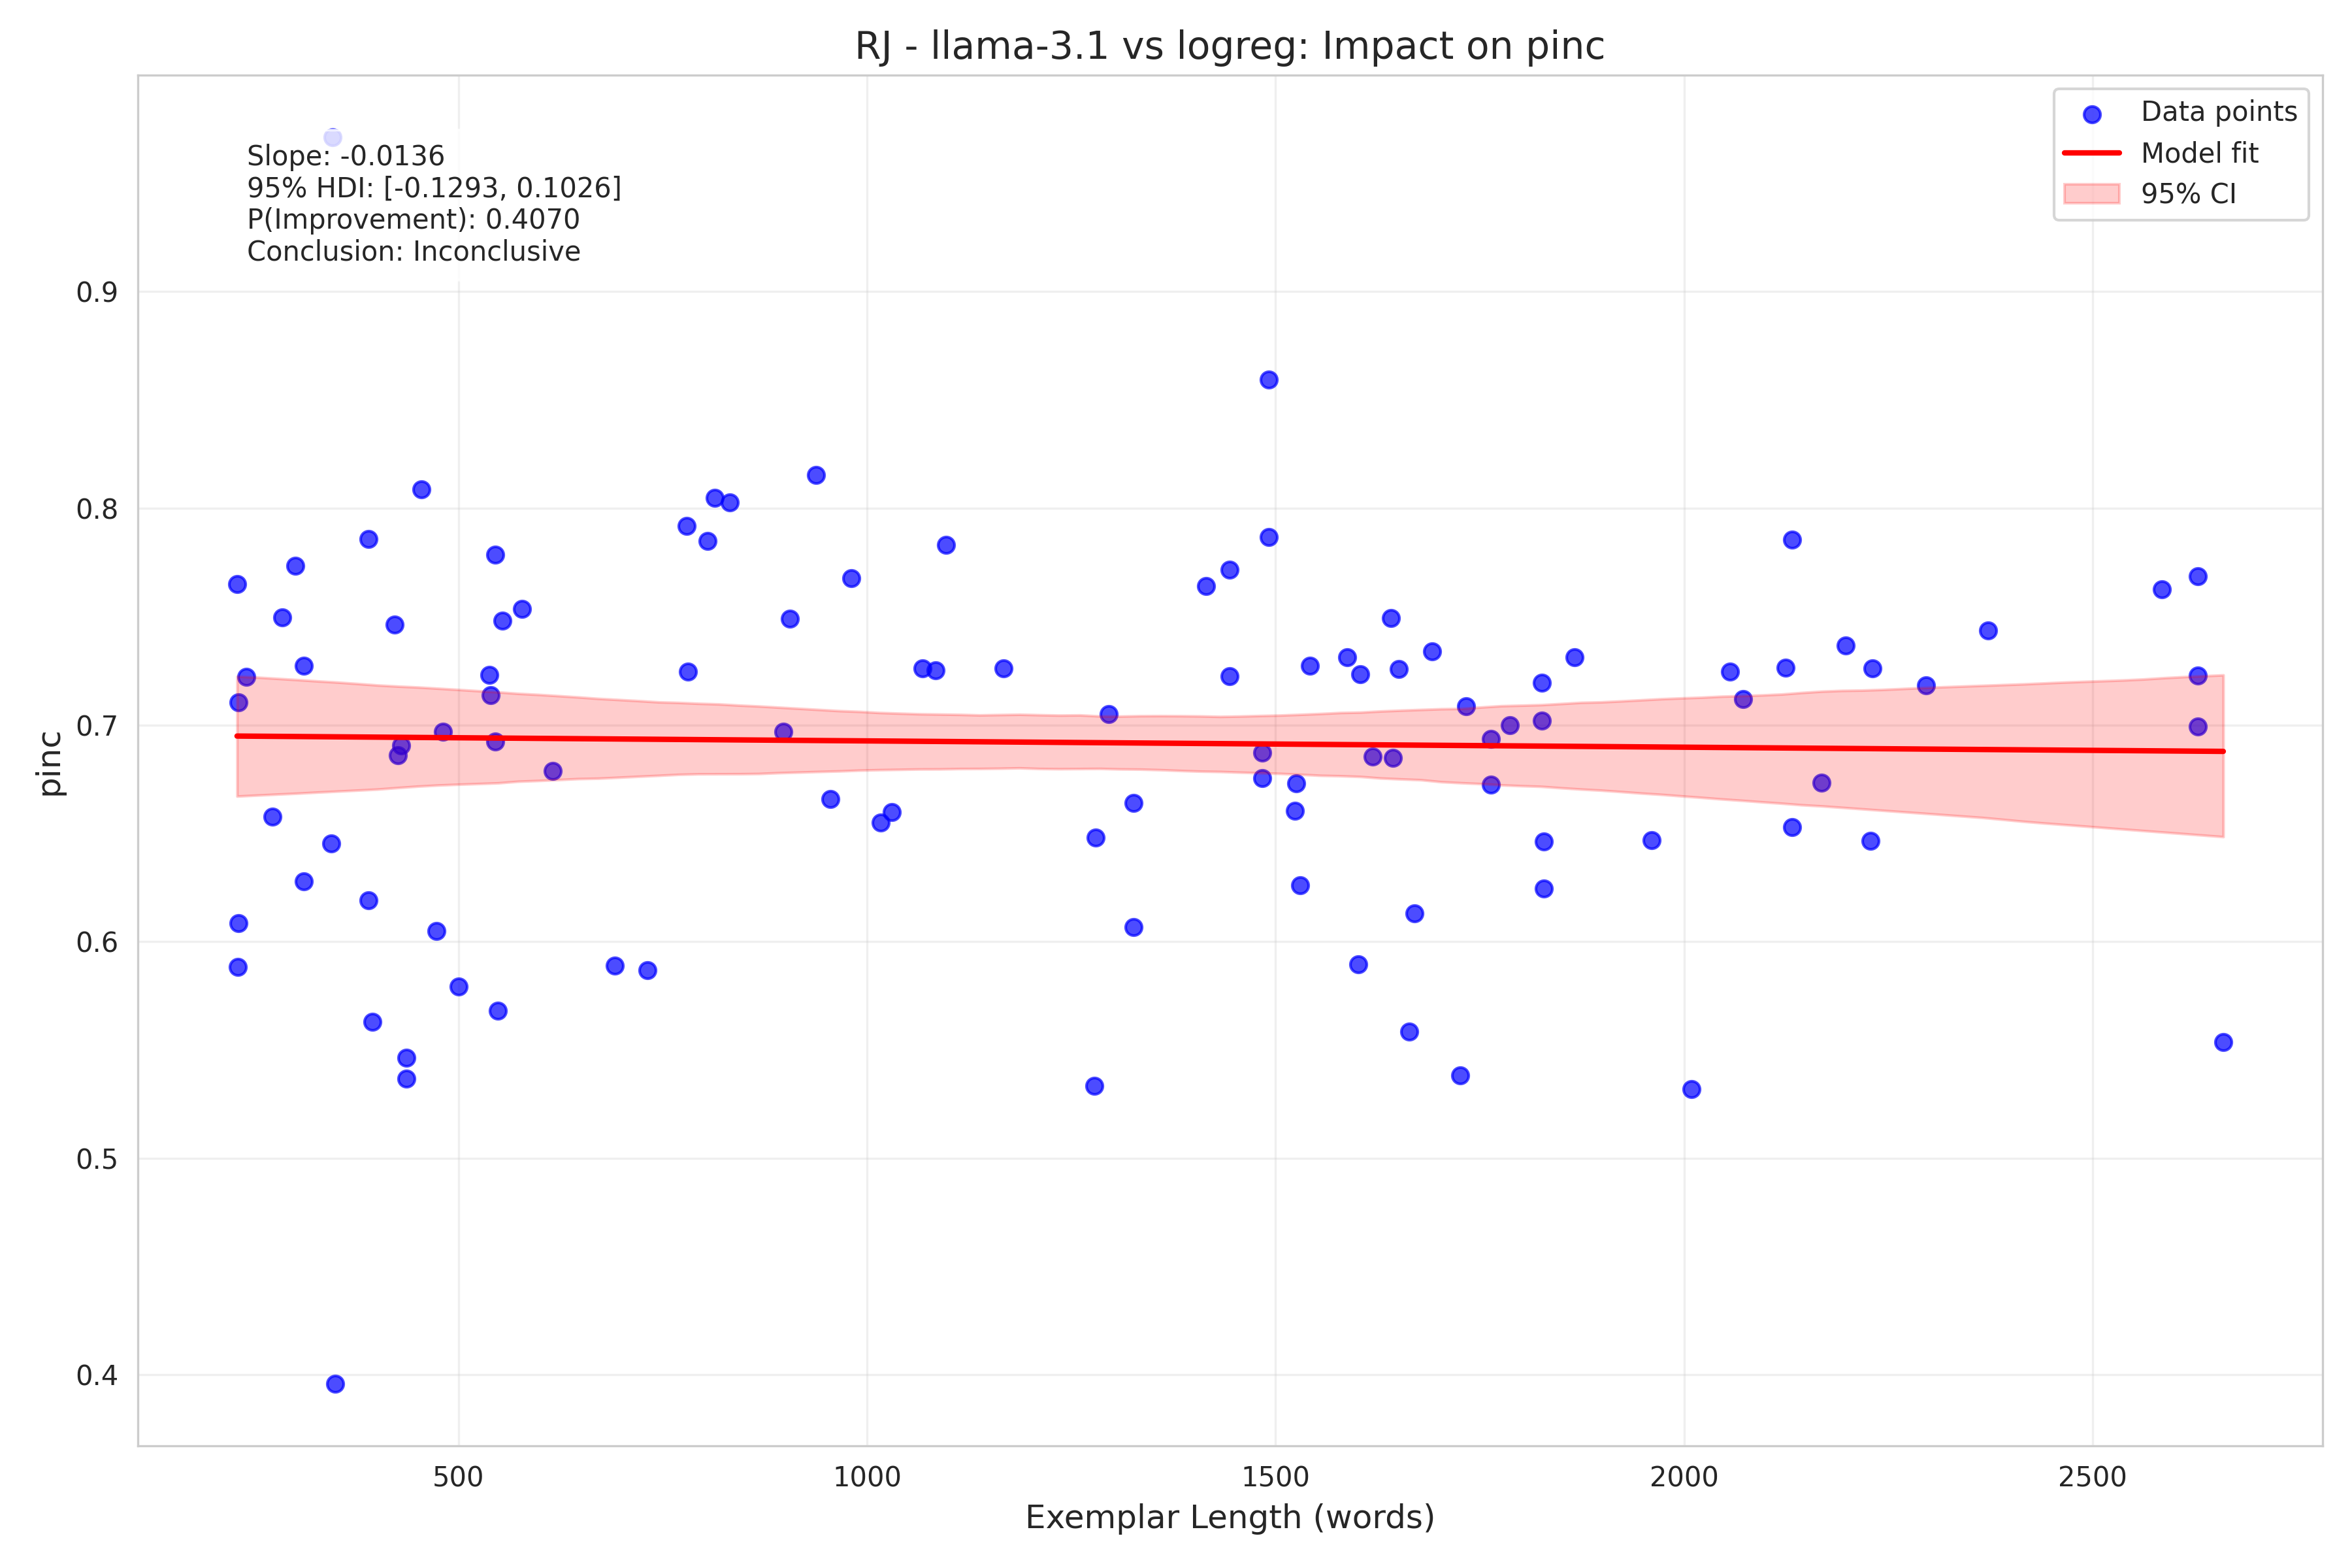 RJ - llama-3.1 vs logreg: Impact on pinc
Slope: -0.0136
95% HDI: [-0.1293, 0.1026]
P(Improvement): 0.4070
Conclusion: Inconclusive
Data points
Model fit
95% CI
0.9
0.8
0.7
0.6
0.5
0.4
pinc
500
1000
1500
2000
2500
Exemplar Length (words)